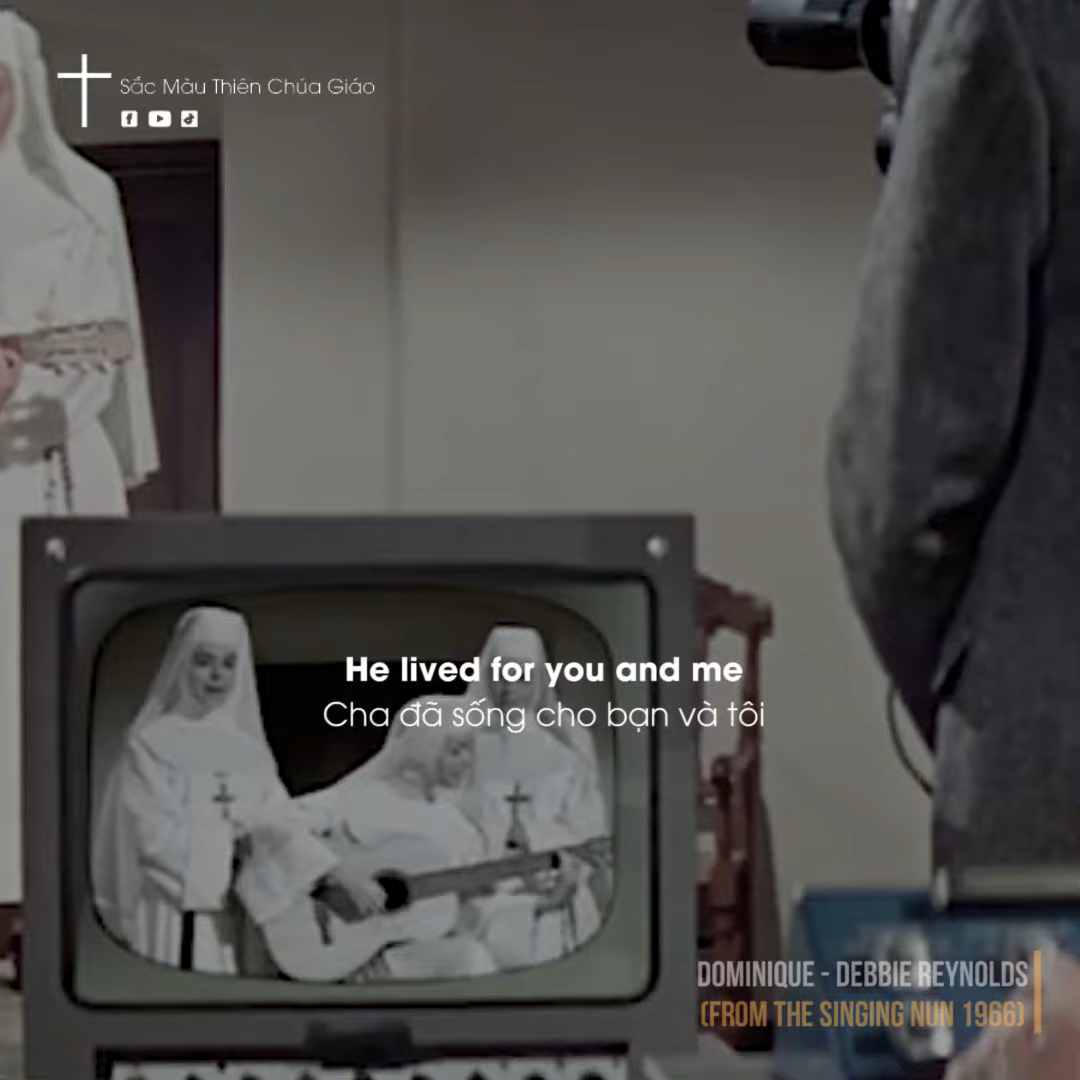 Sắc Màu Thiên Chúa Giáo
He lived for you and me
Cha đã sống cho bạn và tôi
DOMINIQUE - DEBBIE REYNOLDS
(FROM THE SINGING NUN 1966)